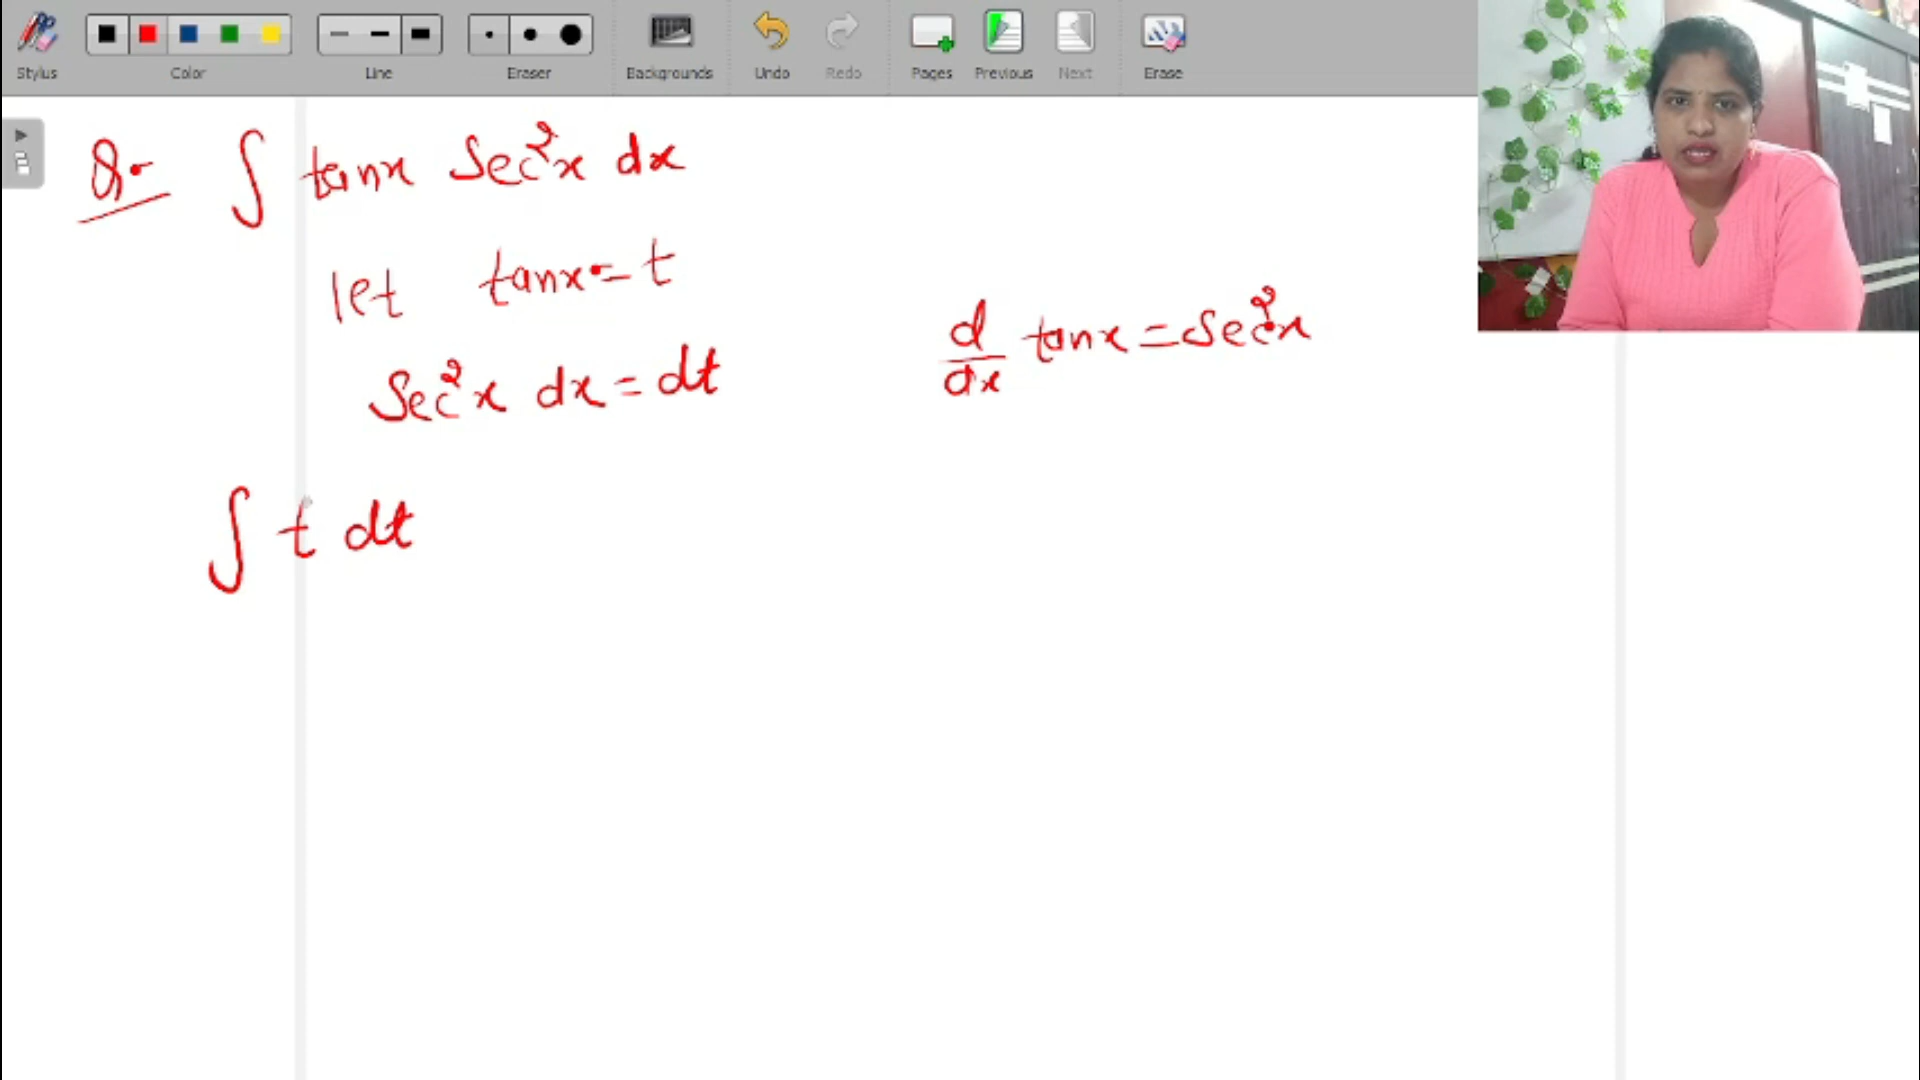 Stylus Color Line Eraser Backgrounds Undo Redo Pages Previous Next Erase
Q. ∫ tanx Sec²x dx
let tanx = t
Sec²x dx = dt
d/dx tanx = Sec²x
∫ t dt